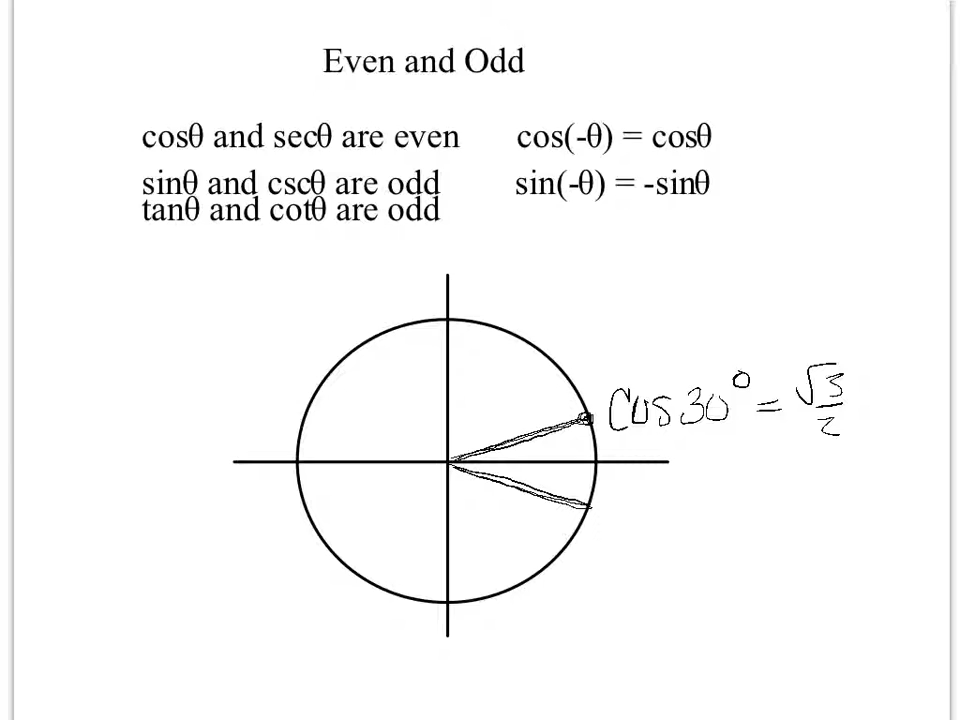 Even and Odd
cosθ and secθ are even cos(-θ) = cosθ
sinθ and cscθ are odd sin(-θ) = -sinθ
tanθ and cotθ are odd
cos 30° = √3/2